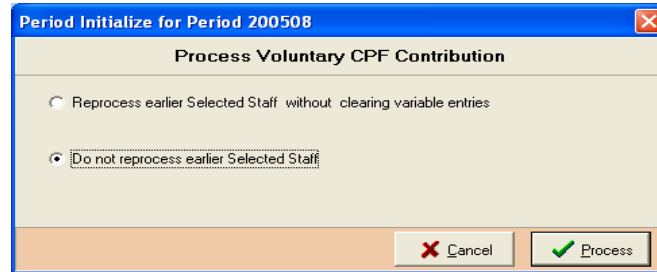 Period Initialize for Period 200508
Process Voluntary CPF Contribution
Reprocess earlier Selected Staff without clearing variable entries
Do not reprocess earlier Selected Staff
Cancel
Process